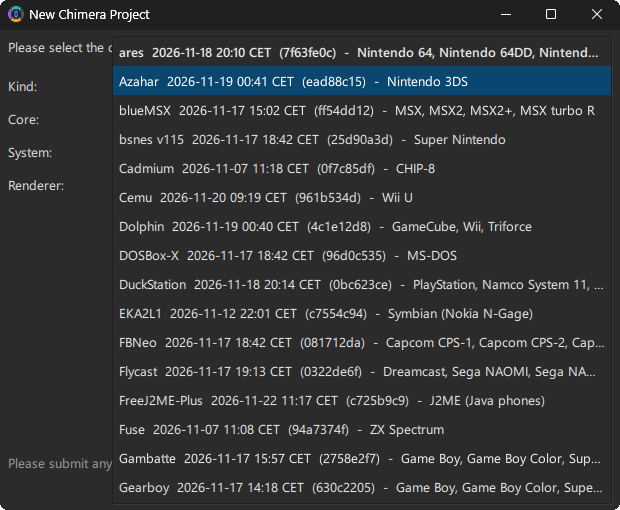 New Chimera Project
Please select the c
Kind:
Core:
System:
Renderer:
ares 2026-11-18 20:10 CET (7f63fe0c) - Nintendo 64, Nintendo 64DD, Nintend...
Azahar 2026-11-19 00:41 CET (ead88c15) - Nintendo 3DS
blueMSX 2026-11-17 15:02 CET (ff54dd12) - MSX, MSX2, MSX2+, MSX turbo R
bsnes v115 2026-11-17 18:42 CET (25d90a3d) - Super Nintendo
Cadmium 2026-11-07 11:18 CET (0f7c85df) - CHIP-8
Cemu 2026-11-20 09:19 CET (961b534d) - Wii U
Dolphin 2026-11-19 00:40 CET (4c1e12d8) - GameCube, Wii, Triforce
DOSBox-X 2026-11-17 18:42 CET (96d0c535) - MS-DOS
DuckStation 2026-11-18 20:14 CET (0bc623ce) - PlayStation, Namco System 11, ...
EKA2L1 2026-11-12 22:01 CET (c7554c94) - Symbian (Nokia N-Gage)
FBNeo 2026-11-17 18:42 CET (081712da) - Capcom CPS-1, Capcom CPS-2, Cap...
Flycast 2026-11-17 19:13 CET (0322de6f) - Dreamcast, Sega NAOMI, Sega NA...
FreeJ2ME-Plus 2026-11-22 11:17 CET (c725b9c9) - J2ME (Java phones)
Fuse 2026-11-07 11:08 CET (94a7374f) - ZX Spectrum
Gambatte 2026-11-17 15:57 CET (2758e2f7) - Game Boy, Game Boy Color, Sup...
Gearboy 2026-11-17 14:18 CET (630c2205) - Game Boy, Game Boy Color, Supe...
Please submit any